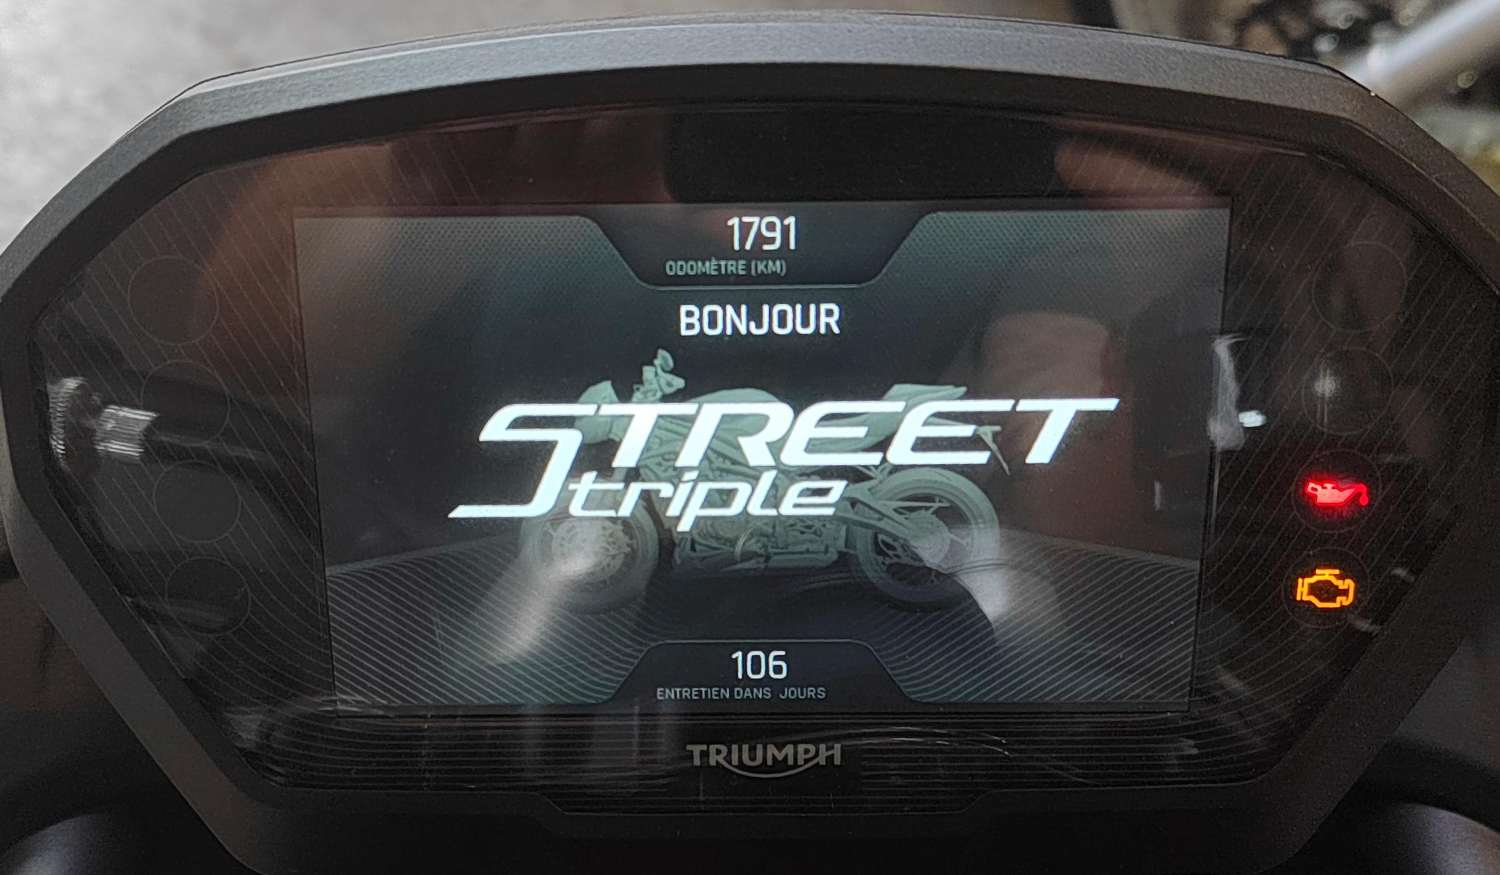 1791
ODOMÈTRE (KM)
BONJOUR
STREET
triple
106
ENTRETIEN DANS JOURS
TRIUMPH